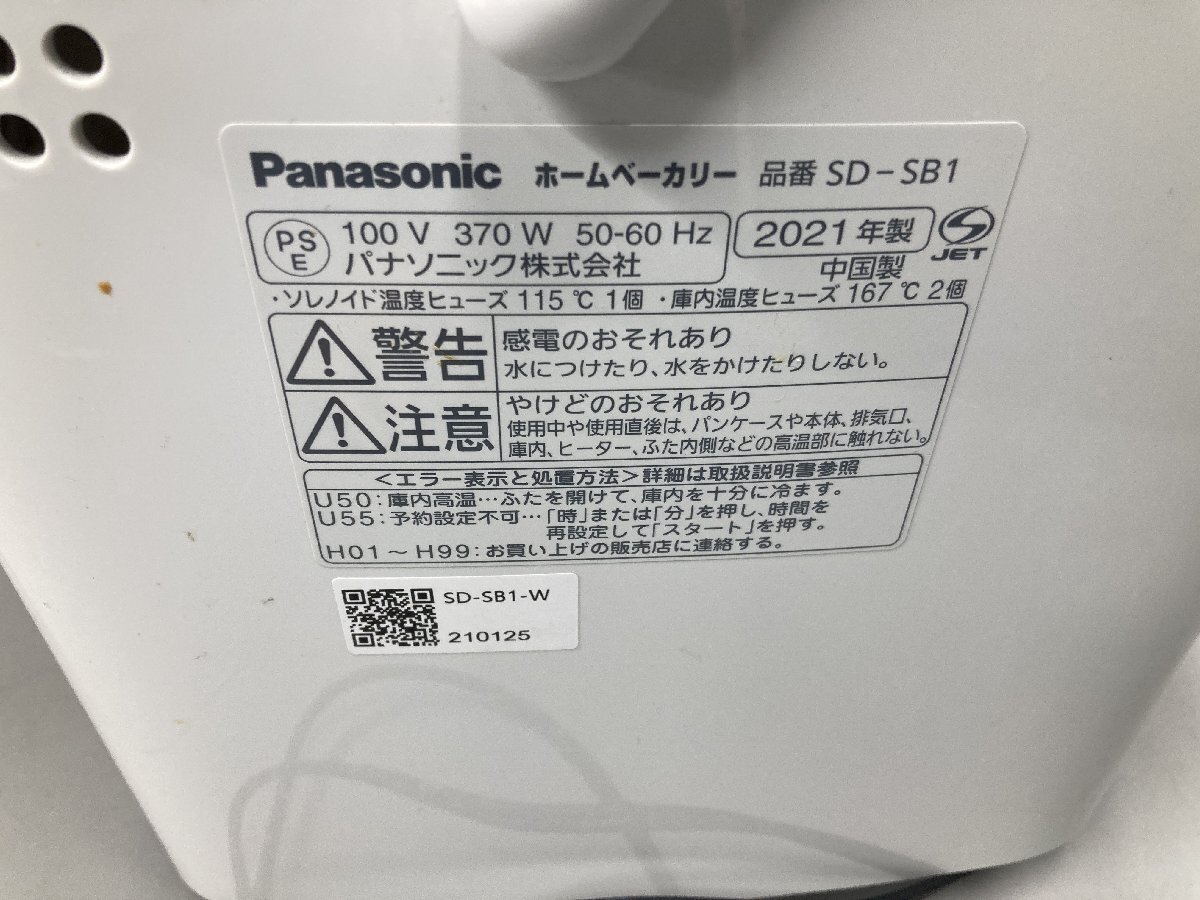 Panasonic ホームベーカリー 品番 SD-SB1
PS E 100 V 370 W 50-60 Hz
パナソニック株式会社
2021年製
中国製
JET
・ソレノイド温度ヒューズ 115 ℃ 1個 ・庫内温度ヒューズ 167 ℃ 2個
警告
感電のおそれあり
水につけたり、水をかけたりしない。
注意
やけどのおそれあり
使用中や使用直後は、パンケースや本体、排気口、
庫内、ヒーター、ふた内側などの高温部に触れない。
＜エラー表示と処置方法＞詳細は取扱説明書参照
U50:庫内高温…ふたを開けて、庫内を十分に冷ます。
U55:予約設定不可…「時」または「分」を押し、時間を
再設定して「スタート」を押す。
H01～H99:お買い上げの販売店に連絡する。
SD-SB1-W
210125